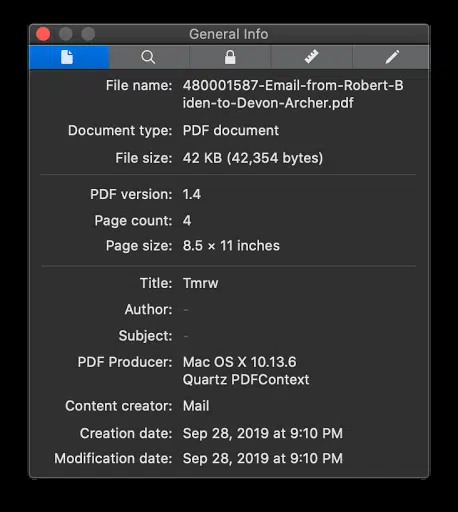 General Info
File name: 480001587-Email-from-Robert-B
iden-to-Devon-Archer.pdf
Document type: PDF document
File size: 42 KB (42,354 bytes)
PDF version: 1.4
Page count: 4
Page size: 8.5 × 11 inches
Title: Tmrw
Author: -
Subject: -
PDF Producer: Mac OS X 10.13.6
Quartz PDFContext
Content creator: Mail
Creation date: Sep 28, 2019 at 9:10 PM
Modification date: Sep 28, 2019 at 9:10 PM